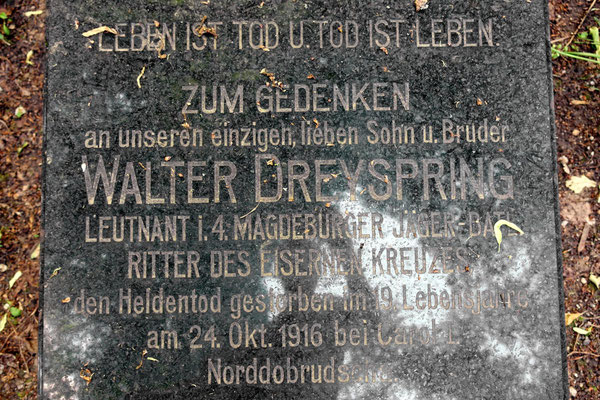 LEBEN IST TOD U. TOD IST LEBEN.
ZUM GEDENKEN
an unseren einzigen, lieben Sohn u. Bruder
WALTER DREYSPRING
LEUTNANT I. 4. MAGDEBURGER JÄGER-BA
RITTER DES EISERNEN KREUZES
den Heldentod gestorben im 19. Lebensjahre
am 24. Okt. 1916 bei